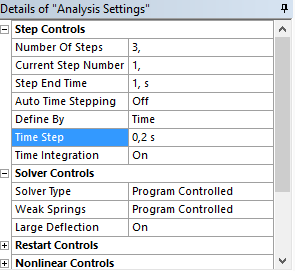 Details of "Analysis Settings"
Step Controls
Number Of Steps 3,
Current Step Number 1,
Step End Time 1, s
Auto Time Stepping Off
Define By Time
Time Step 0,2 s
Time Integration On
Solver Controls
Solver Type Program Controlled
Weak Springs Program Controlled
Large Deflection On
Restart Controls
Nonlinear Controls